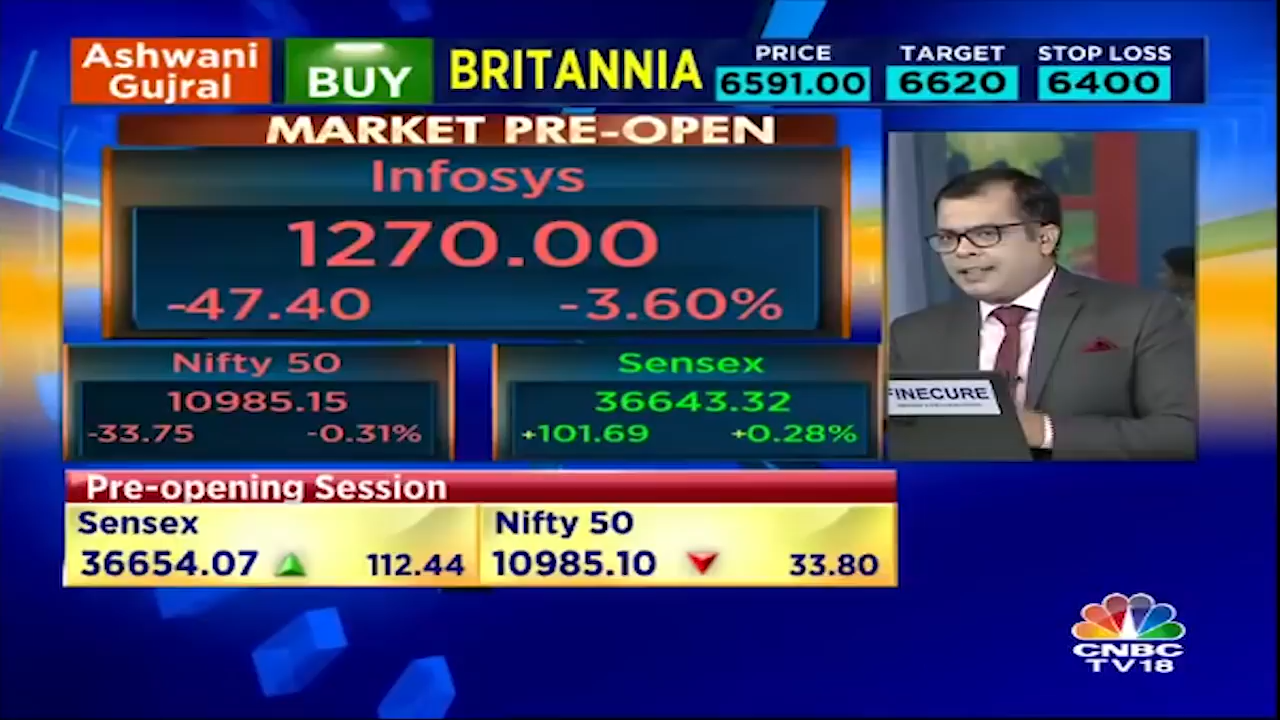 Ashwani
Gujral
BUY
BRITANNIA
PRICE
6591.00
TARGET
6620
STOP LOSS
6400
MARKET PRE-OPEN
Infosys
1270.00
-47.40 -3.60%
Nifty 50
10985.15
-33.75 -0.31%
Sensex
36643.32
+101.69 +0.28%
FINECURE
Pre-opening Session
Sensex
36654.07 112.44
Nifty 50
10985.10 33.80
CNBC
TV18